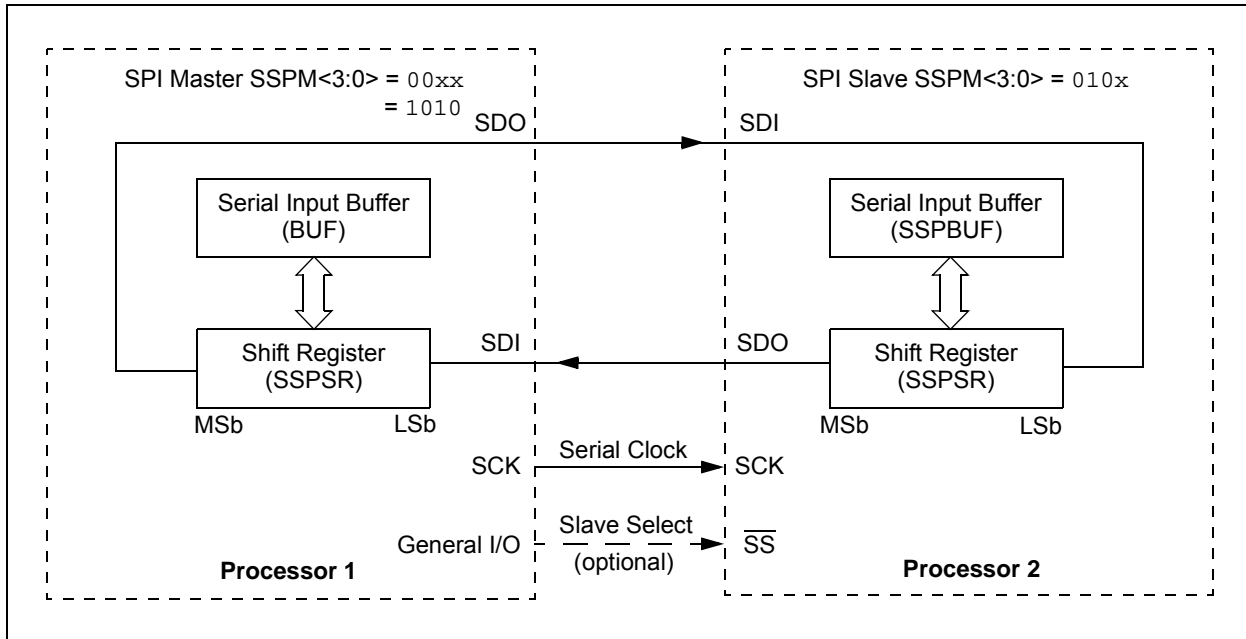 SPI Master SSPM<3:0> = 00xx
= 1010
SDO
Serial Input Buffer
(BUF)
Shift Register
(SSPSR)
MSb
LSb
SDI
SCK
General I/O
Processor 1
Serial Clock
Slave Select
(optional)
SPI Slave SSPM<3:0> = 010x
SDI
Serial Input Buffer
(SSPBUF)
SDO
Shift Register
(SSPSR)
MSb
LSb
SCK
SS
Processor 2